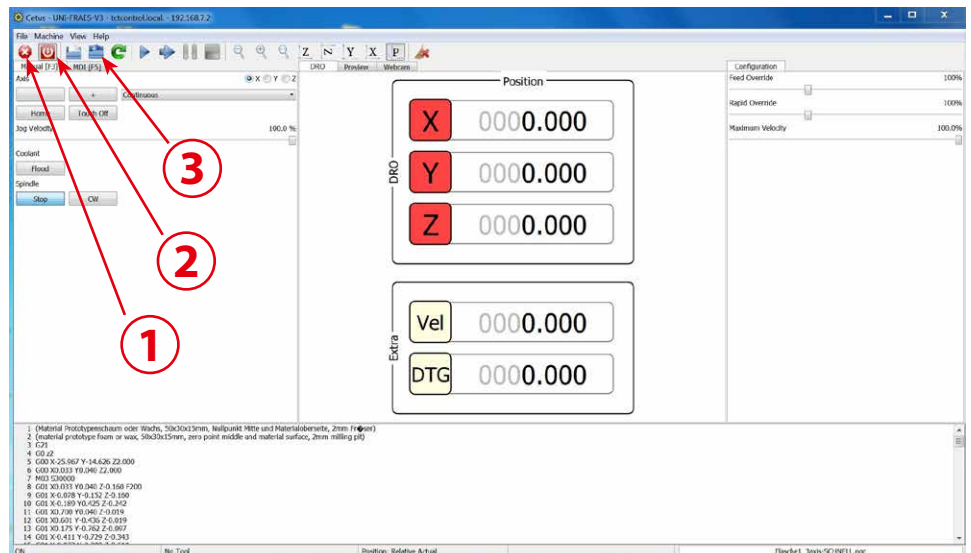 Cetus - UNI-FRAES-V3 - tctcontrol.local. - 192.168.7.2
File Machine View Help
Z N Y X P
Manual [F3] MDI [F5]
DRO Preview Webcam
Configuration
Axis X Y Z
+ Continuous
Home Touch Off
Jog Velocity 100.0 %
Coolant
Flood
Spindle
Stop CW
1
2
3
Position
DRO
X 0000.000
Y 0000.000
Z 0000.000
Extra
Vel 0000.000
DTG 0000.000
Feed Override 100%
Rapid Override 100%
Maximum Velocity 100.0%
1 (Material Prototypenschaum oder Wachs, 50x30x15mm, Nullpunkt Mitte und Materialoberseite, 2mm Fr�ser)
2 (material prototype foam or wax, 50x30x15mm, zero point middle and material surface, 2mm milling pit)
3 G21
4 G0 z2
5 G00 X-25.967 Y-14.626 Z2.000
6 G00 X0.033 Y0.040 Z2.000
7 M03 S30000
8 G01 X0.033 Y0.040 Z-0.160 F200
9 G01 X-0.078 Y-0.152 Z-0.160
10 G01 X-0.189 Y0.425 Z-0.242
11 G01 X0.700 Y0.040 Z-0.019
12 G01 X0.601 Y-0.436 Z-0.019
13 G01 X0.175 Y-0.762 Z-0.097
14 G01 X-0.411 Y-0.729 Z-0.343
ON No Tool Position: Relative Actual